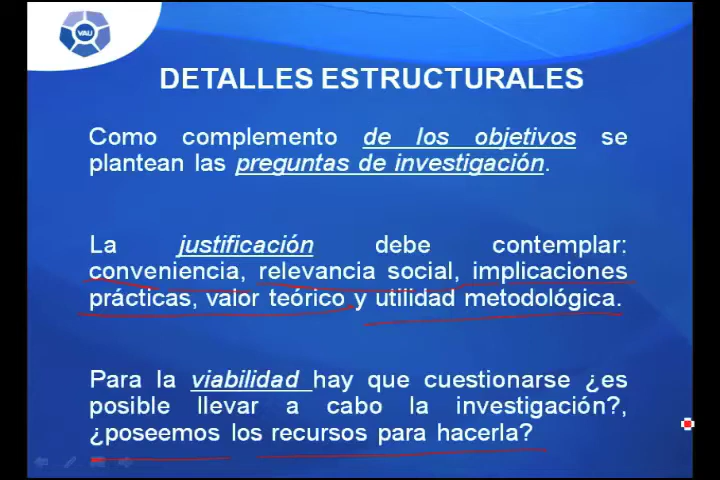 VAU
DETALLES ESTRUCTURALES
Como complemento de los objetivos se
plantean las preguntas de investigación.
La justificación debe contemplar:
conveniencia, relevancia social, implicaciones
prácticas, valor teórico y utilidad metodológica.
Para la viabilidad hay que cuestionarse ¿es
posible llevar a cabo la investigación?,
¿poseemos los recursos para hacerla?